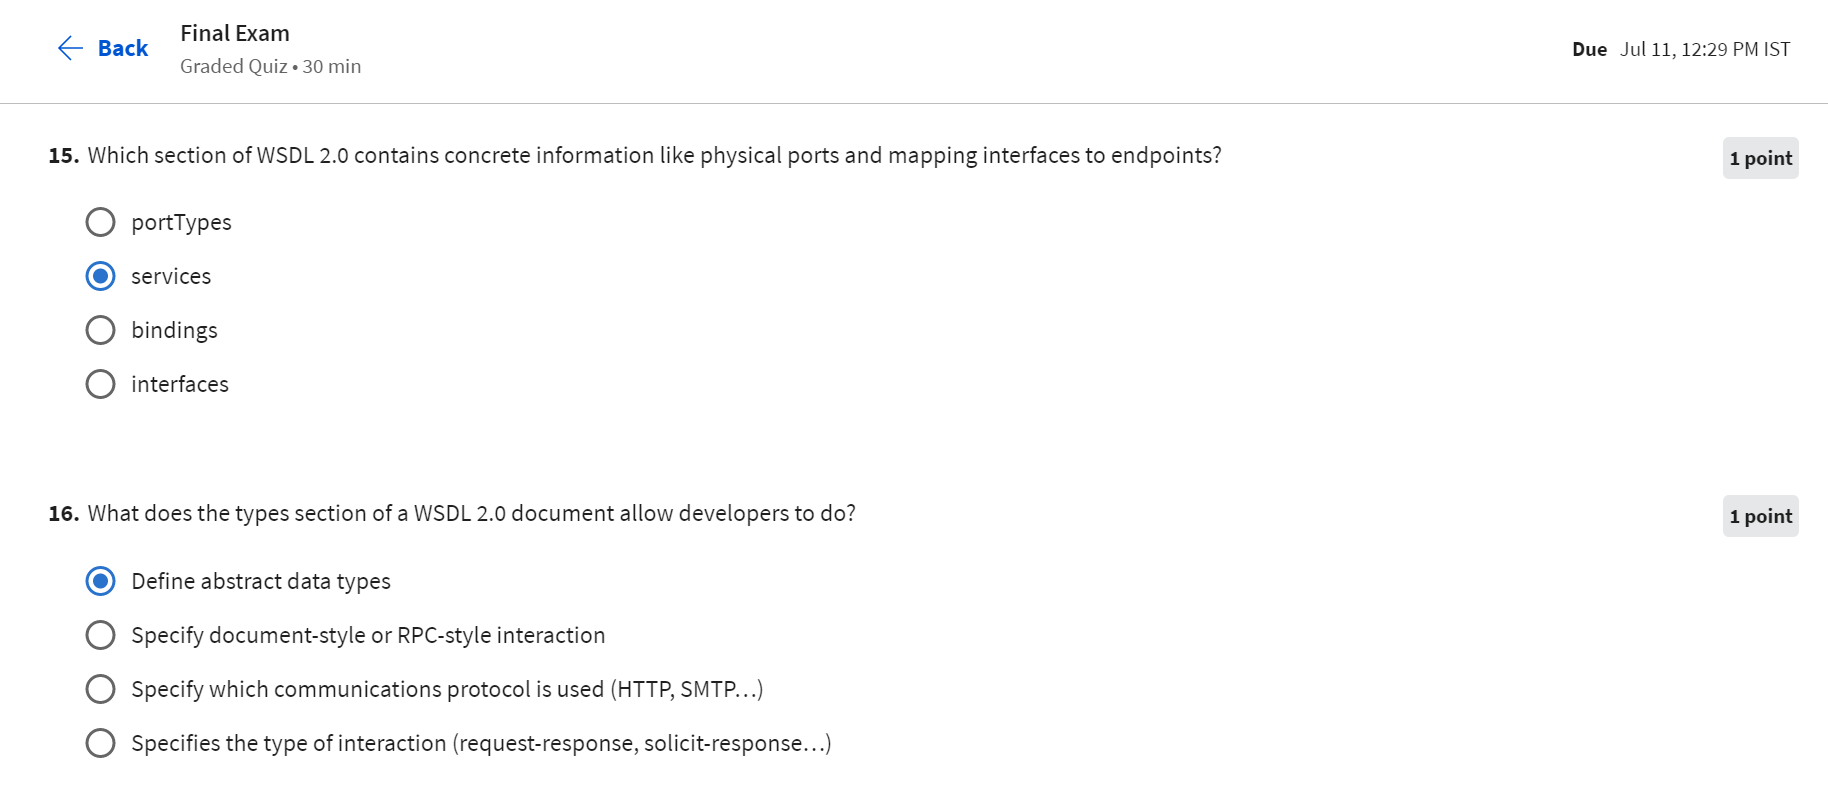 Back
Final Exam
Graded Quiz • 30 min
Due Jul 11, 12:29 PM IST
15. Which section of WSDL 2.0 contains concrete information like physical ports and mapping interfaces to endpoints?
1 point
portTypes
services
bindings
interfaces
16. What does the types section of a WSDL 2.0 document allow developers to do?
1 point
Define abstract data types
Specify document-style or RPC-style interaction
Specify which communications protocol is used (HTTP, SMTP…)
Specifies the type of interaction (request-response, solicit-response…)